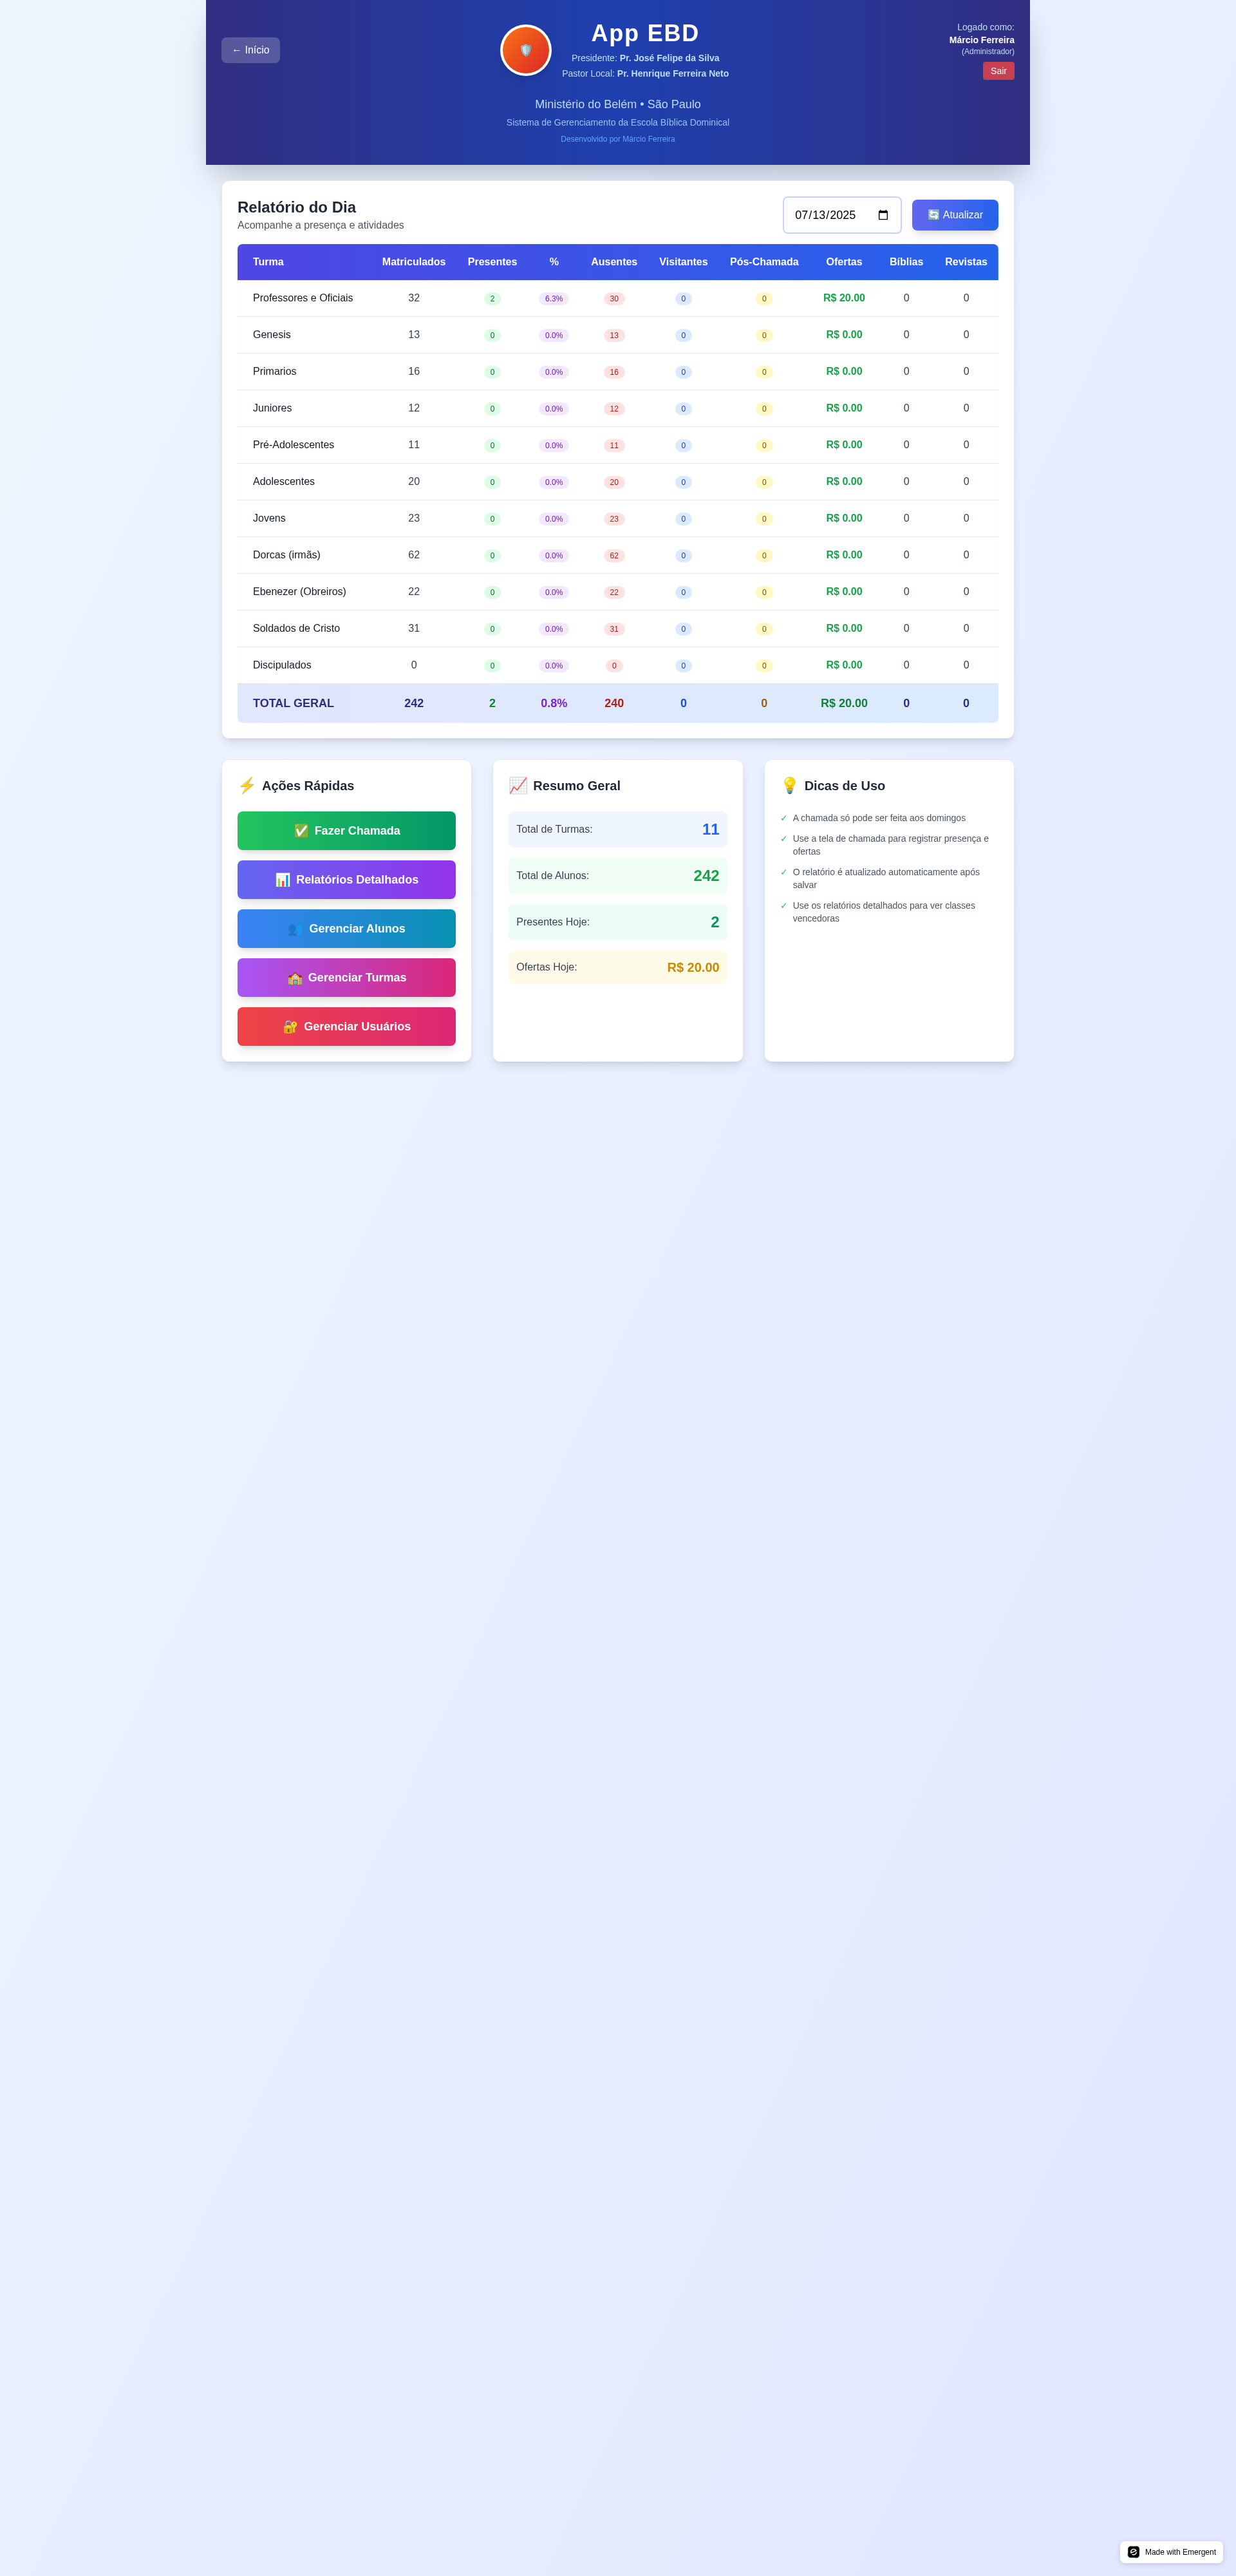 ← Início
🛡️
App EBD
Presidente: Pr. José Felipe da Silva
Pastor Local: Pr. Henrique Ferreira Neto
Logado como:
Márcio Ferreira
(Administrador)
Sair
Ministério do Belém • São Paulo
Sistema de Gerenciamento da Escola Bíblica Dominical
Desenvolvido por Márcio Ferreira
Relatório do Dia
Acompanhe a presença e atividades
07/13/2025
🔄 Atualizar
Turma Matriculados Presentes % Ausentes Visitantes Pós-Chamada Ofertas Bíblias Revistas
Professores e Oficiais 32 2 6.3% 30 0 0 R$ 20.00 0 0
Genesis 13 0 0.0% 13 0 0 R$ 0.00 0 0
Primarios 16 0 0.0% 16 0 0 R$ 0.00 0 0
Juniores 12 0 0.0% 12 0 0 R$ 0.00 0 0
Pré-Adolescentes 11 0 0.0% 11 0 0 R$ 0.00 0 0
Adolescentes 20 0 0.0% 20 0 0 R$ 0.00 0 0
Jovens 23 0 0.0% 23 0 0 R$ 0.00 0 0
Dorcas (irmãs) 62 0 0.0% 62 0 0 R$ 0.00 0 0
Ebenezer (Obreiros) 22 0 0.0% 22 0 0 R$ 0.00 0 0
Soldados de Cristo 31 0 0.0% 31 0 0 R$ 0.00 0 0
Discipulados 0 0 0.0% 0 0 0 R$ 0.00 0 0
TOTAL GERAL 242 2 0.8% 240 0 0 R$ 20.00 0 0
⚡ Ações Rápidas
✅ Fazer Chamada
📊 Relatórios Detalhados
👥 Gerenciar Alunos
🏫 Gerenciar Turmas
🔐 Gerenciar Usuários
📈 Resumo Geral
Total de Turmas: 11
Total de Alunos: 242
Presentes Hoje: 2
Ofertas Hoje: R$ 20.00
💡 Dicas de Uso
✓ A chamada só pode ser feita aos domingos
✓ Use a tela de chamada para registrar presença e
ofertas
✓ O relatório é atualizado automaticamente após
salvar
✓ Use os relatórios detalhados para ver classes
vencedoras
Made with Emergent